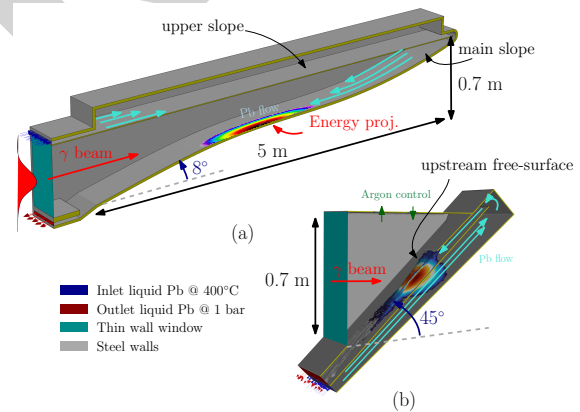 upper slope
main slope
0.7 m
Pb flow
Energy proj.
γ beam
5 m
8°
(a)
upstream free-surface
Argon control
Pb flow
0.7 m
γ beam
45°
(b)
Inlet liquid Pb @ 400°C
Outlet liquid Pb @ 1 bar
Thin wall window
Steel walls